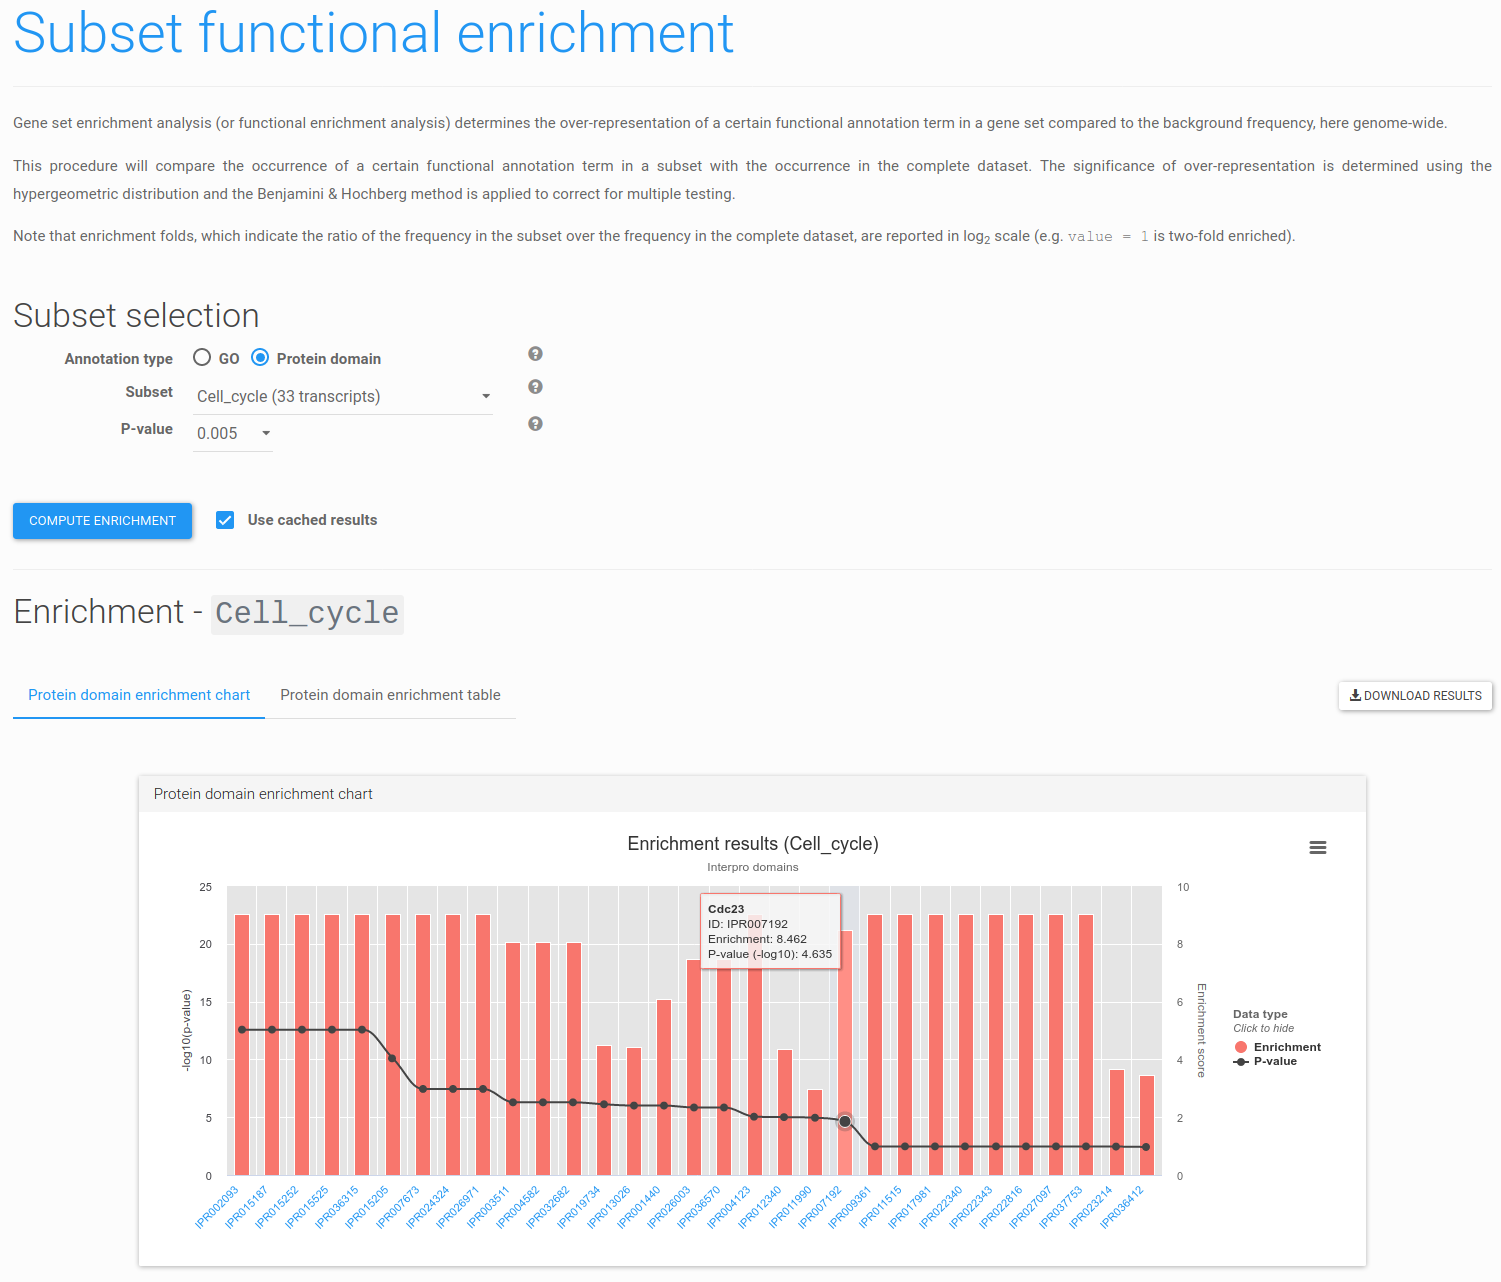 Subset functional enrichment
Gene set enrichment analysis (or functional enrichment analysis) determines the over-representation of a certain functional annotation term in a gene set compared to the background frequency, here genome-wide.
This procedure will compare the occurrence of a certain functional annotation term in a subset with the occurrence in the complete dataset. The significance of over-representation is determined using the
hypergeometric distribution and the Benjamini & Hochberg method is applied to correct for multiple testing.
Note that enrichment folds, which indicate the ratio of the frequency in the subset over the frequency in the complete dataset, are reported in log2 scale (e.g. value = 1 is two-fold enriched).
Subset selection
Annotation type GO Protein domain ?
Subset Cell_cycle (33 transcripts) ?
P-value 0.005 ?
COMPUTE ENRICHMENT Use cached results
Enrichment - Cell_cycle
Protein domain enrichment chart Protein domain enrichment table DOWNLOAD RESULTS
Protein domain enrichment chart
Enrichment results (Cell_cycle)
Interpro domains
25
20
15
10
5
0
-log10(p-value)
Cdc23
ID: IPR007192
Enrichment: 8.462
P-value (-log10): 4.635
10
8
6
4
2
0
Enrichment score
Data type
Click to hide
Enrichment
P-value
IPR002093
IPR015187
IPR015252
IPR015525
IPR036315
IPR015205
IPR007673
IPR024324
IPR026971
IPR003511
IPR004582
IPR032682
IPR019734
IPR013026
IPR001440
IPR026003
IPR036570
IPR004123
IPR012340
IPR011990
IPR007192
IPR009361
IPR011515
IPR017981
IPR022340
IPR022343
IPR022816
IPR027097
IPR037753
IPR023214
IPR036412